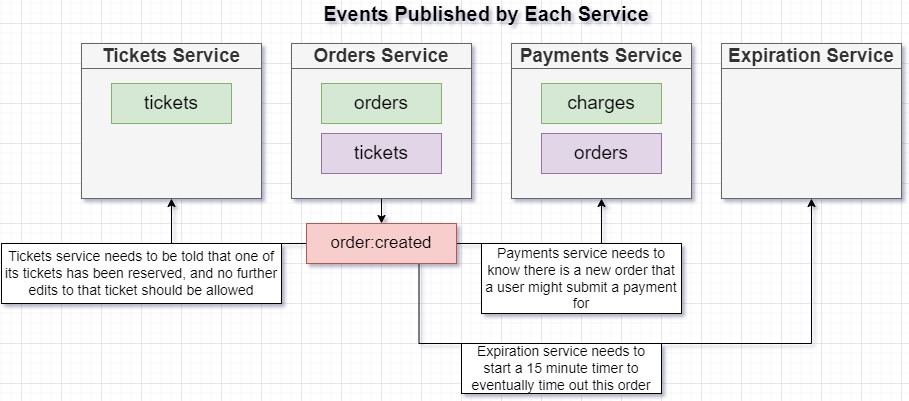 Events Published by Each Service
Tickets Service
Orders Service
Payments Service
Expiration Service
tickets
orders
charges
tickets
orders
order:created
Tickets service needs to be told that one of
its tickets has been reserved, and no further
edits to that ticket should be allowed
Payments service needs to
know there is a new order that
a user might submit a payment
for
Expiration service needs to
start a 15 minute timer to
eventually time out this order